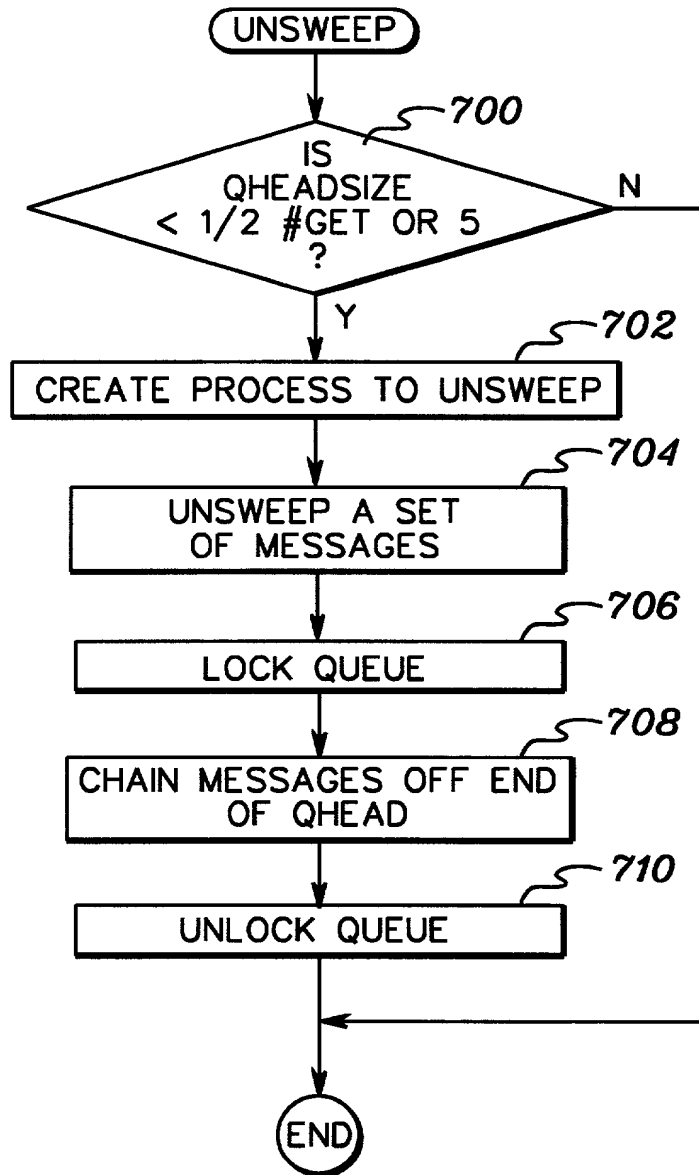 UNSWEEP
700
IS
QHEADSIZE
< 1/2 #GET OR 5
?
N
Y
702
CREATE PROCESS TO UNSWEEP
704
UNSWEEP A SET
OF MESSAGES
706
LOCK QUEUE
708
CHAIN MESSAGES OFF END
OF QHEAD
710
UNLOCK QUEUE
END